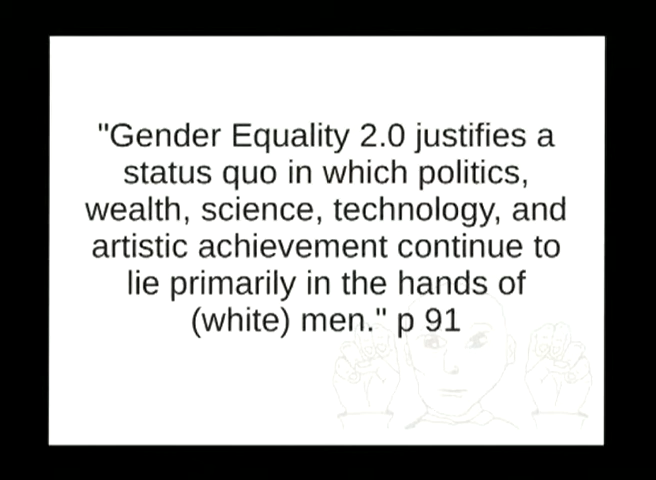 "Gender Equality 2.0 justifies a
status quo in which politics,
wealth, science, technology, and
artistic achievement continue to
lie primarily in the hands of
(white) men." p 91